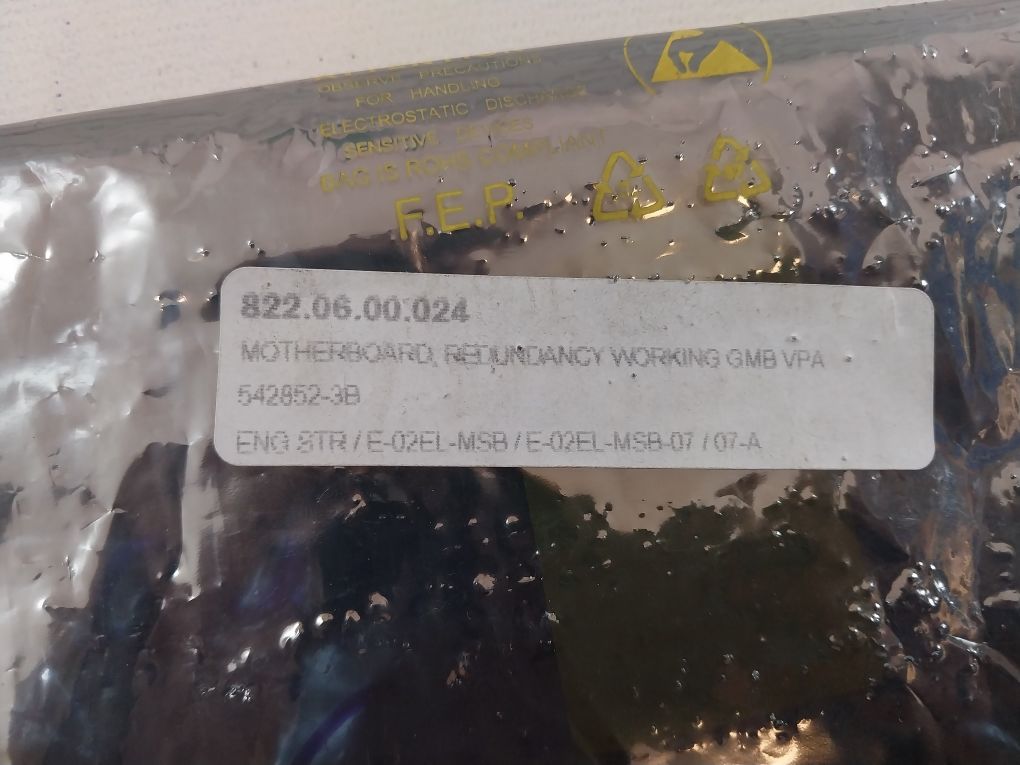 OBSERVE PRECAUTIONS
FOR HANDLING
ELECTROSTATIC DISCHARGE
SENSITIVE DEVICES
BAG IS ROHS COMPLIANT
F.E.P.
822.06.00.024
MOTHERBOARD, REDUNDANCY WORKING GMB VPA
542852-3B
ENG STR / E-02EL-MSB / E-02EL-MSB-07 / 07-A